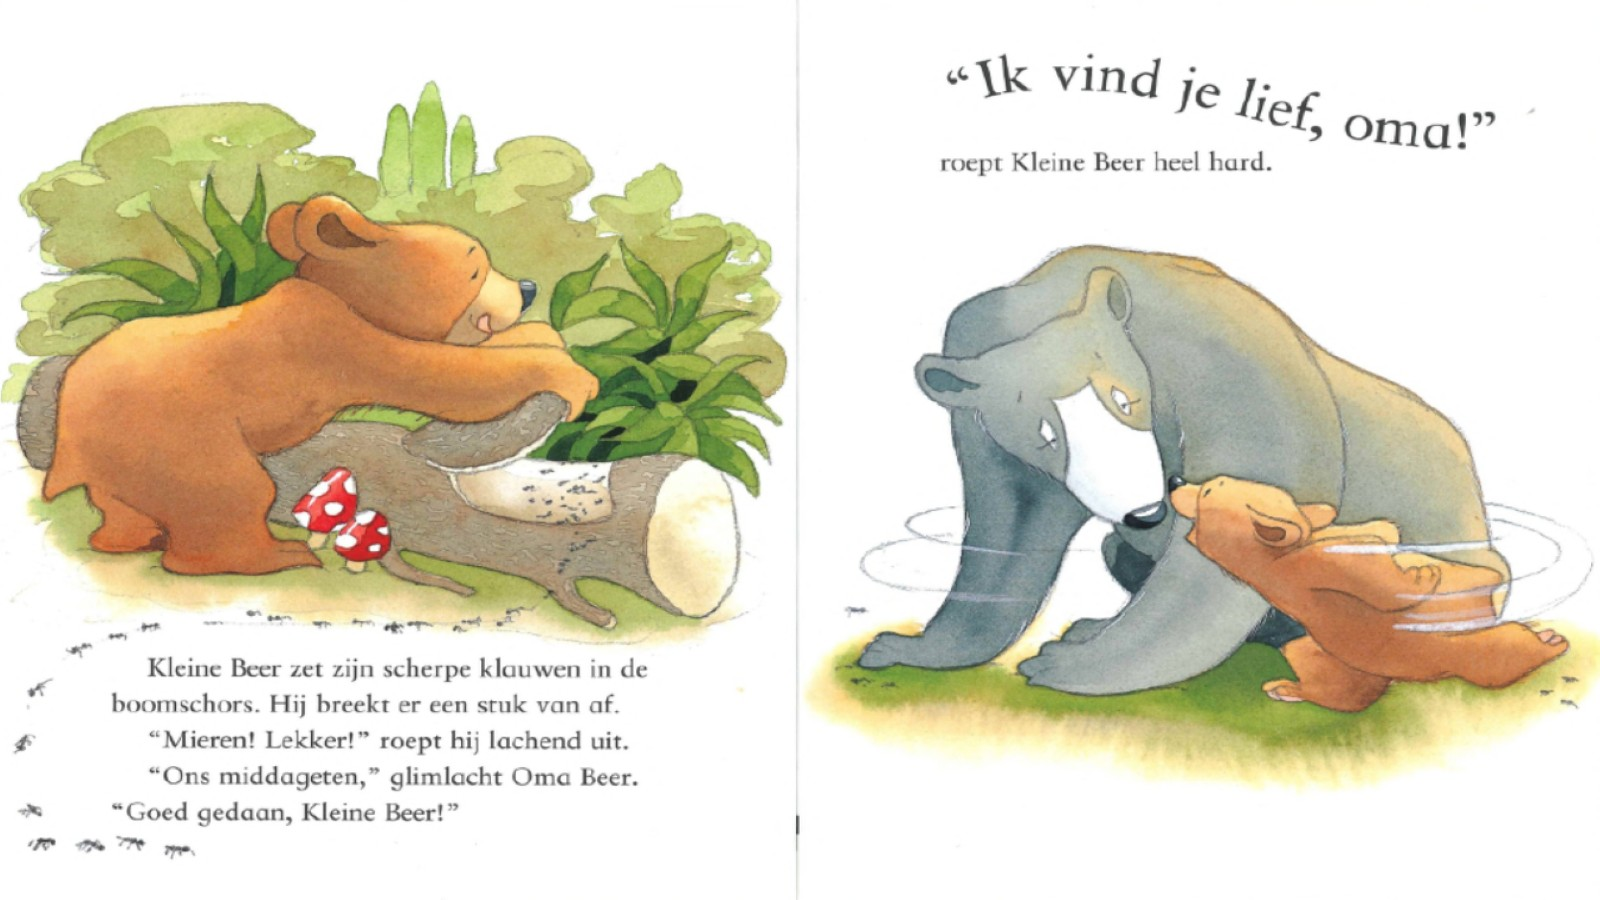 Kleine Beer zet zijn scherpe klauwen in de
boomschors. Hij breekt er een stuk van af.
“Mieren! Lekker!” roept hij lachend uit.
“Ons middageten,” glimlacht Oma Beer.
“Goed gedaan, Kleine Beer!”
“Ik vind je lief, oma!”
roept Kleine Beer heel hard.